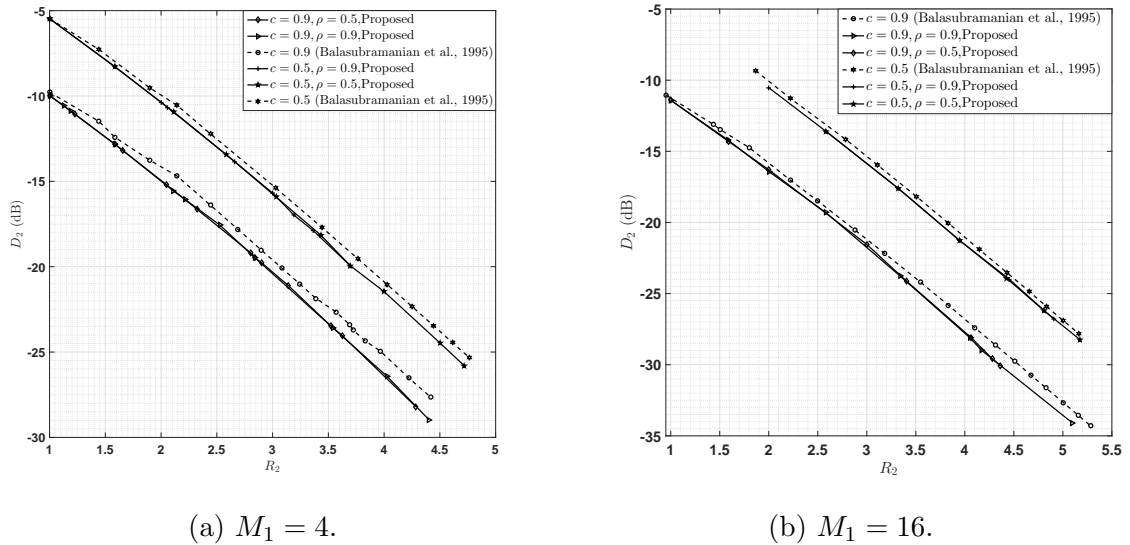 -5
-10
-15
-20
-25
-30
D₂ (dB)
1 1.5 2 2.5 3 3.5 4 4.5 5
R₂
c = 0.9, ρ = 0.5,Proposed
c = 0.9, ρ = 0.9,Proposed
c = 0.9 (Balasubramanian et al., 1995)
c = 0.5, ρ = 0.9,Proposed
c = 0.5, ρ = 0.5,Proposed
c = 0.5 (Balasubramanian et al., 1995)
(a) M₁ = 4.
-5
-10
-15
-20
-25
-30
-35
D₂ (dB)
1 1.5 2 2.5 3 3.5 4 4.5 5 5.5
R₂
c = 0.9 (Balasubramanian et al., 1995)
c = 0.9, ρ = 0.9,Proposed
c = 0.9, ρ = 0.5,Proposed
c = 0.5 (Balasubramanian et al., 1995)
c = 0.5, ρ = 0.9,Proposed
c = 0.5, ρ = 0.5,Proposed
(b) M₁ = 16.